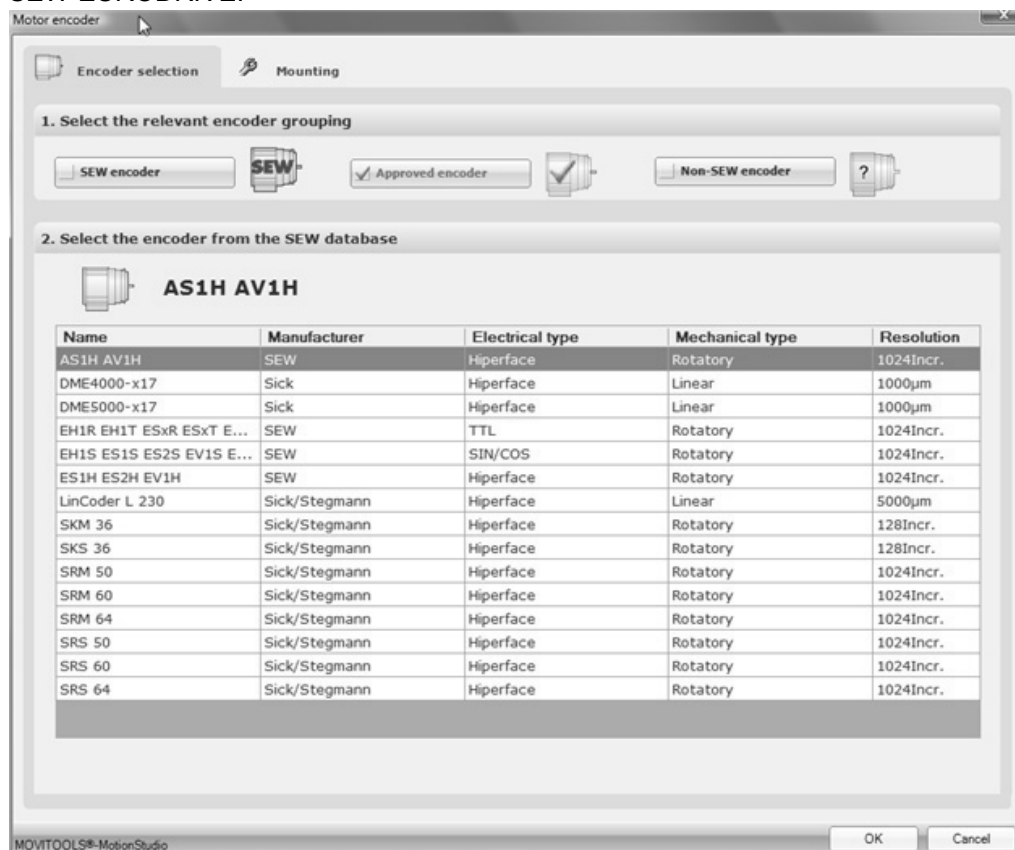 SEW-EURODRIVE.
Motor encoder
Encoder selection Mounting
1. Select the relevant encoder grouping
SEW encoder SEW Approved encoder Non-SEW encoder ?
2. Select the encoder from the SEW database
AS1H AV1H
Name Manufacturer Electrical type Mechanical type Resolution
AS1H AV1H SEW Hiperface Rotatory 1024Incr.
DME4000-x17 Sick Hiperface Linear 1000µm
DME5000-x17 Sick Hiperface Linear 1000µm
EH1R EH1T ESxR ESxT E... SEW TTL Rotatory 1024Incr.
EH1S ES1S ES2S EV1S E... SEW SIN/COS Rotatory 1024Incr.
ES1H ES2H EV1H SEW Hiperface Rotatory 1024Incr.
LinCoder L 230 Sick/Stegmann Hiperface Linear 5000µm
SKM 36 Sick/Stegmann Hiperface Rotatory 128Incr.
SKS 36 Sick/Stegmann Hiperface Rotatory 128Incr.
SRM 50 Sick/Stegmann Hiperface Rotatory 1024Incr.
SRM 60 Sick/Stegmann Hiperface Rotatory 1024Incr.
SRM 64 Sick/Stegmann Hiperface Rotatory 1024Incr.
SRS 50 Sick/Stegmann Hiperface Rotatory 1024Incr.
SRS 60 Sick/Stegmann Hiperface Rotatory 1024Incr.
SRS 64 Sick/Stegmann Hiperface Rotatory 1024Incr.
OK Cancel
MOVITOOLS®-MotionStudio